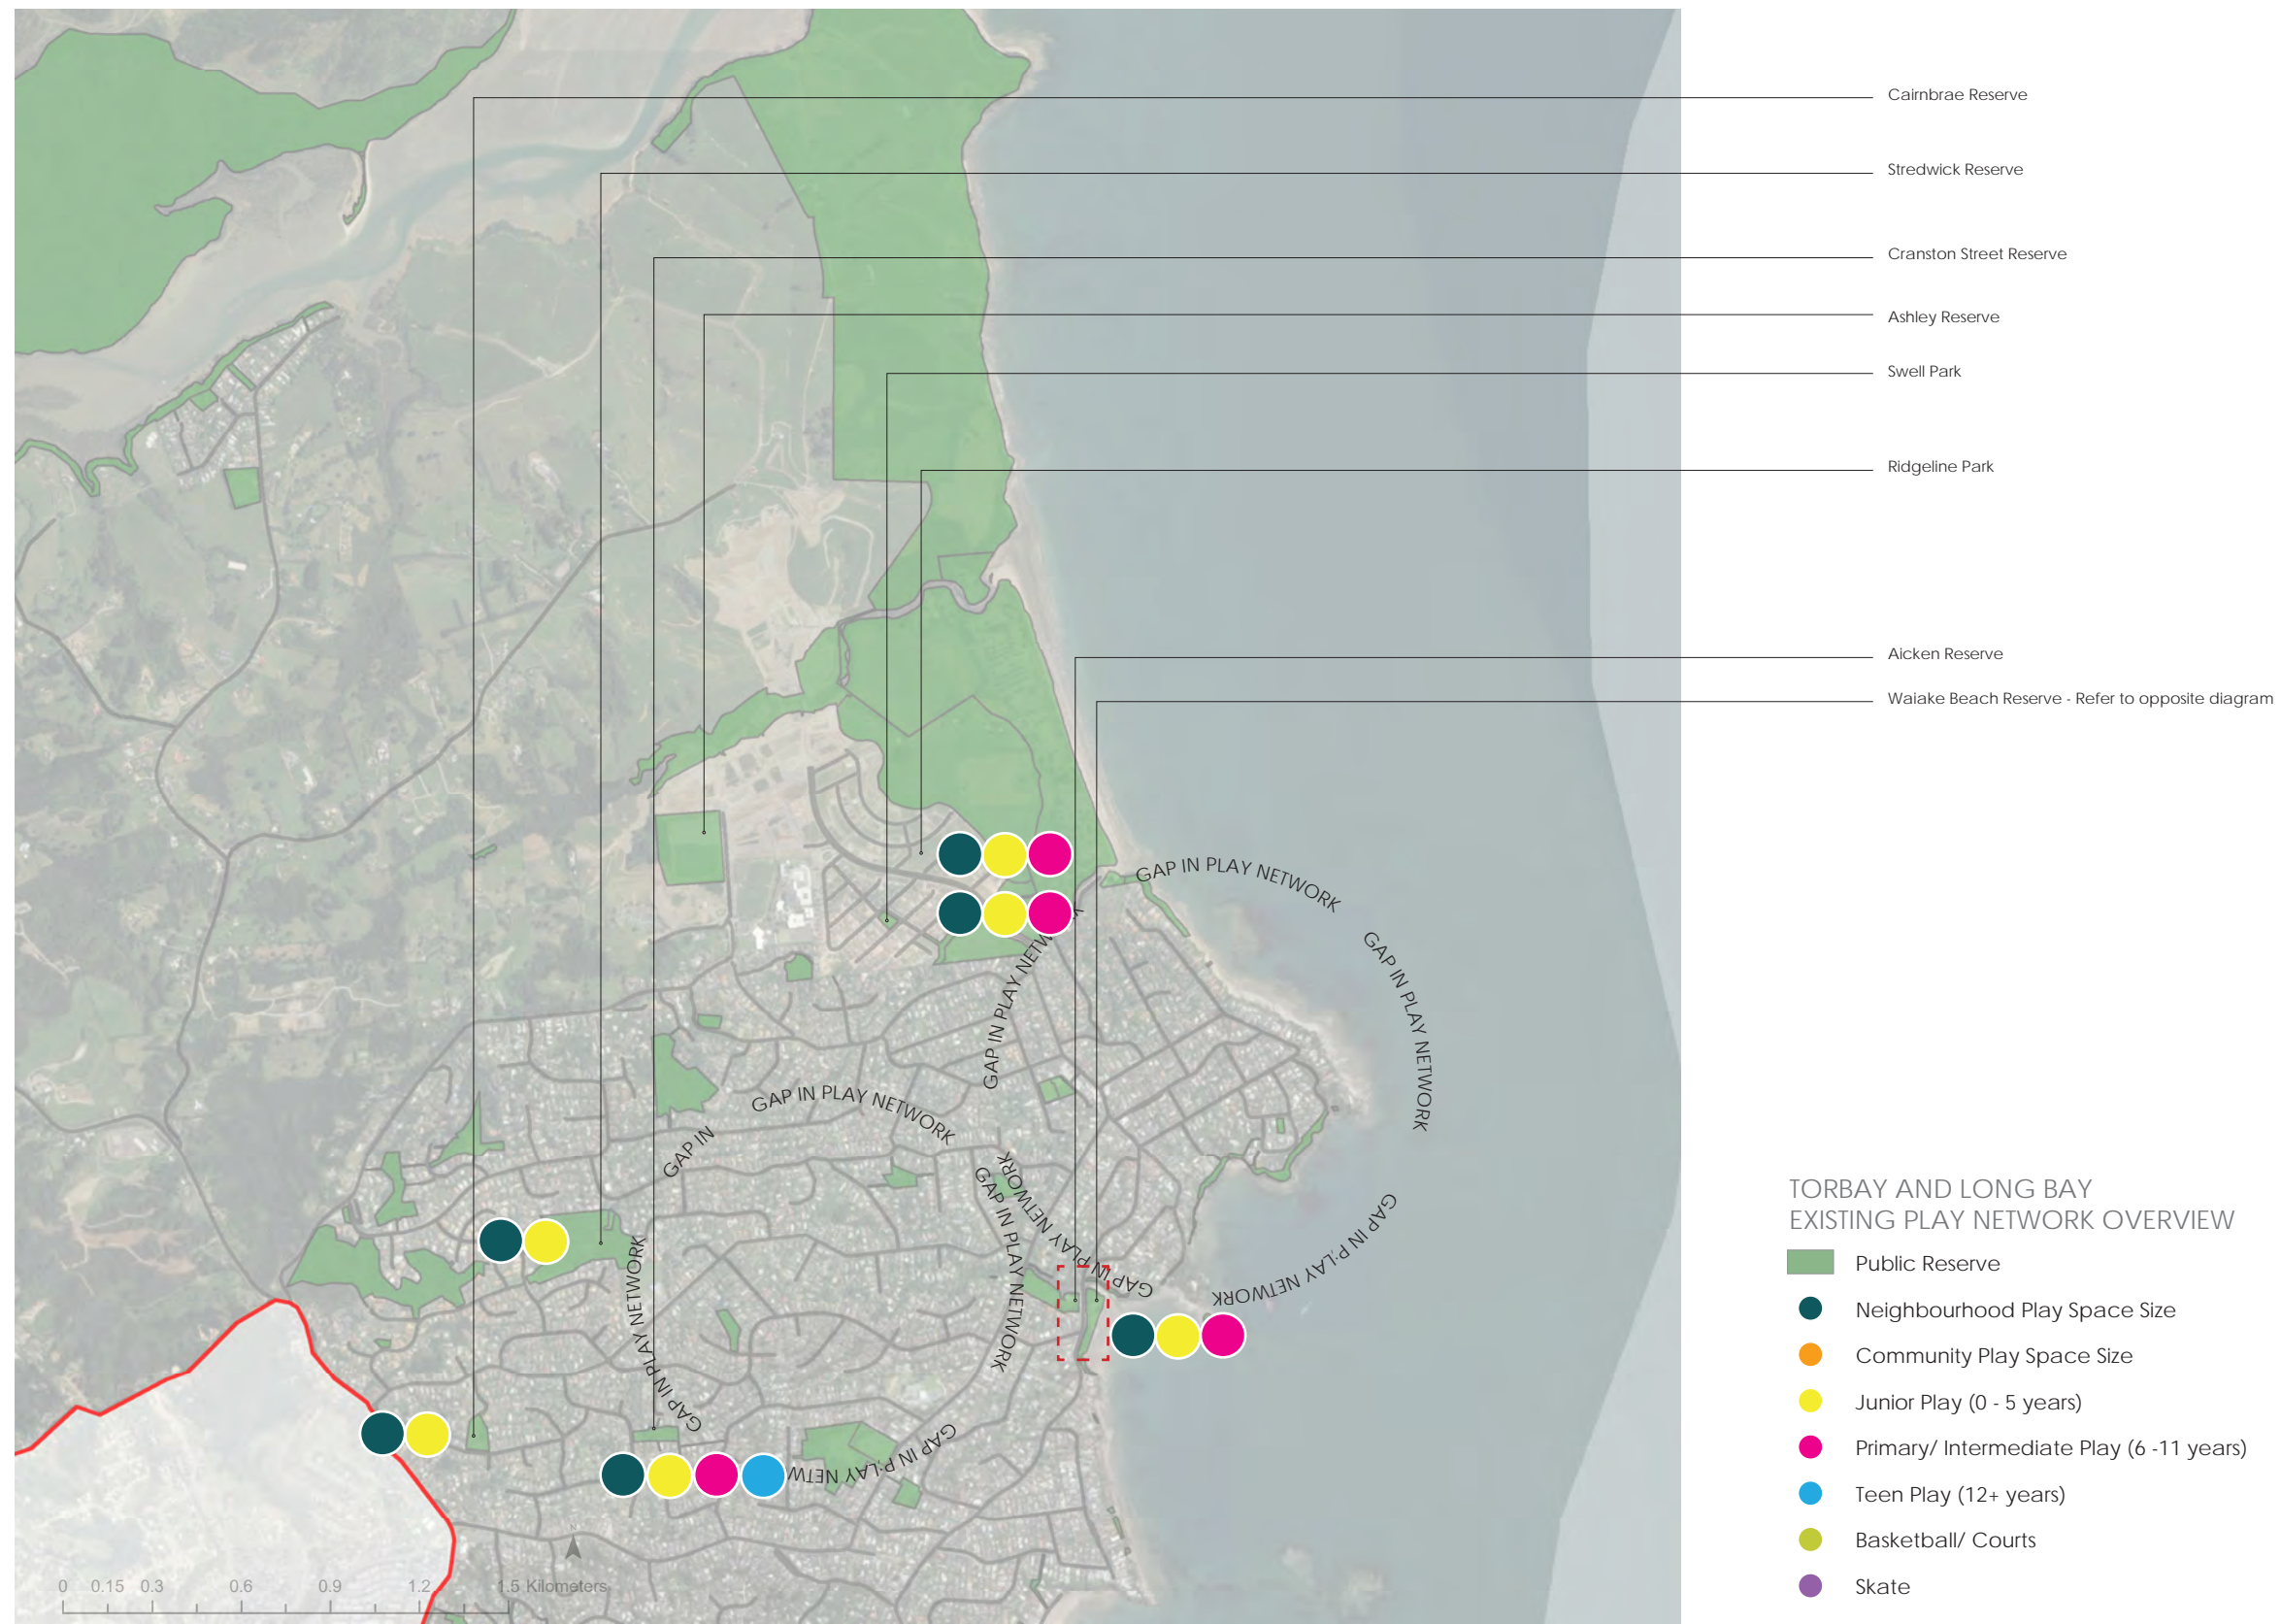 Cairnbrae Reserve
Stredwick Reserve
Cranston Street Reserve
Ashley Reserve
Swell Park
Ridgeline Park
Aicken Reserve
Waiake Beach Reserve - Refer to opposite diagram
GAP IN PLAY NETWORK
GAP IN PLAY NETWORK
GAP IN P;LAY NETWORK
GAP IN PLAY NETWORK
GAP IN PLAY NETW K
GAP IN PLAY NETWORK
GAP IN
GAP IN PLAY NETWORK
GAP IN P;LAY NETW
GAP IN PLAY NETWORK
TORBAY AND LONG BAY
EXISTING PLAY NETWORK OVERVIEW
Public Reserve
Neighbourhood Play Space Size
Community Play Space Size
Junior Play (0 - 5 years)
Primary/ Intermediate Play (6 -11 years)
Teen Play (12+ years)
Basketball/ Courts
Skate
0 0.15 0.3 0.6 0.9 1.2 1.5 Kilometers